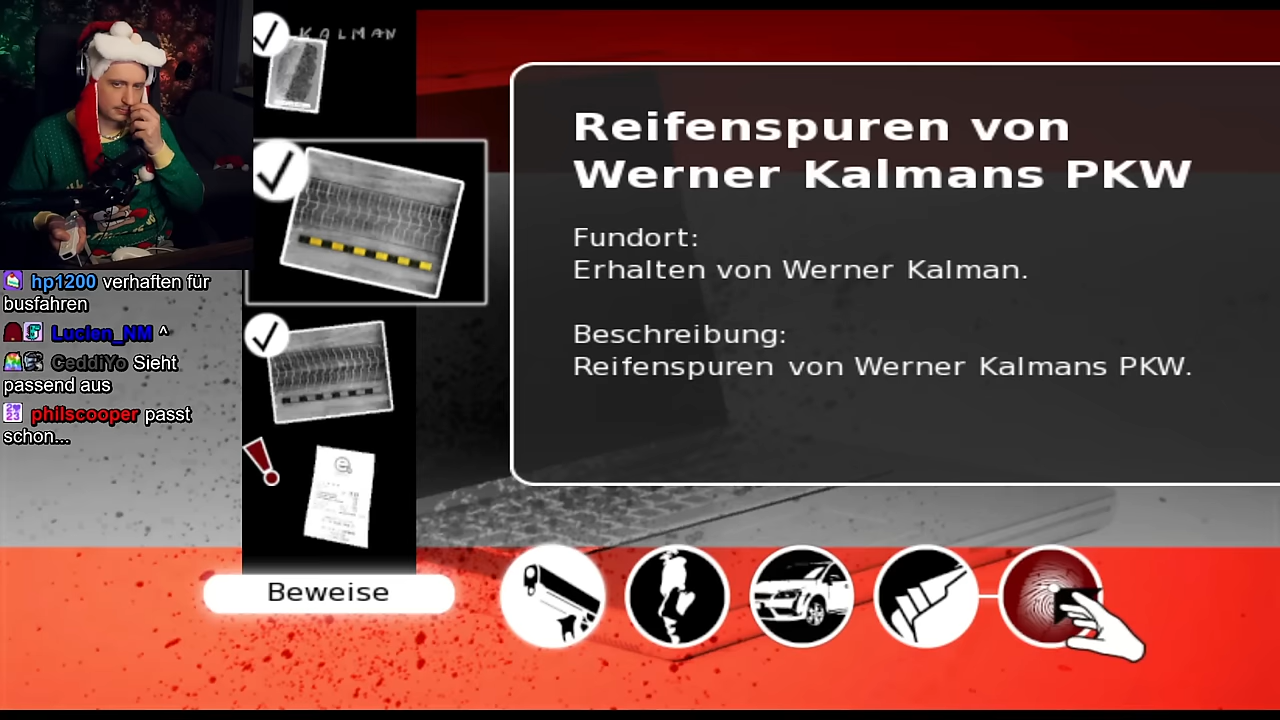 KALMAN
Reifenspuren von
Werner Kalmans PKW
Fundort:
Erhalten von Werner Kalman.
Beschreibung:
Reifenspuren von Werner Kalmans PKW.
hp1200 verhaften für
busfahren
Lucien_NM ^
CeddiYo Sieht
passend aus
philscooper passt
schon...
Beweise